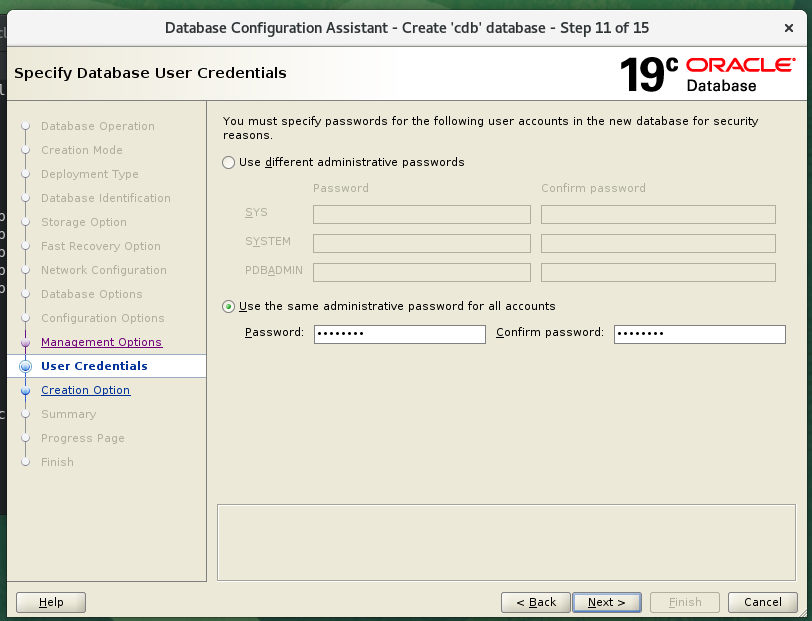 Database Configuration Assistant - Create 'cdb' database - Step 11 of 15
Specify Database User Credentials
19c ORACLE
Database
Database Operation
Creation Mode
Deployment Type
Database Identification
Storage Option
Fast Recovery Option
Network Configuration
Database Options
Configuration Options
Management Options
User Credentials
Creation Option
Summary
Progress Page
Finish
You must specify passwords for the following user accounts in the new database for security
reasons.
Use different administrative passwords
Password Confirm password
SYS
SYSTEM
PDBADMIN
Use the same administrative password for all accounts
Password: •••••••• Confirm password: ••••••••
Help < Back Next > Finish Cancel